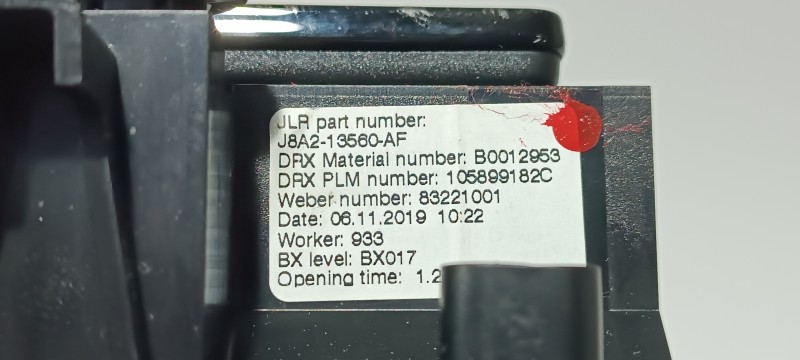 JLR part number:
J8A2-13560-AF
DRX Material number: B0012953
DRX PLM number: 105899182C
Weber number: 83221001
Date: 06.11.2019 10:22
Worker: 933
BX level: BX017
Opening time: 1.2